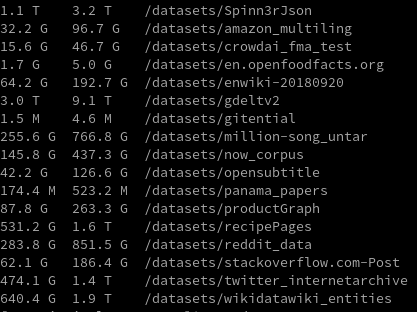 1.1 T 3.2 T /datasets/Spinn3rJson
32.2 G 96.7 G /datasets/amazon_multiling
15.6 G 46.7 G /datasets/crowdai_fma_test
1.7 G 5.0 G /datasets/en.openfoodfacts.org
64.2 G 192.7 G /datasets/enwiki-20180920
3.0 T 9.1 T /datasets/gdeltv2
1.5 M 4.6 M /datasets/gitential
255.6 G 766.8 G /datasets/million-song_untar
145.8 G 437.3 G /datasets/now_corpus
42.2 G 126.6 G /datasets/opensubtitle
174.4 M 523.2 M /datasets/panama_papers
87.8 G 263.3 G /datasets/productGraph
531.2 G 1.6 T /datasets/recipePages
283.8 G 851.5 G /datasets/reddit_data
62.1 G 186.4 G /datasets/stackoverflow.com-Post
474.1 G 1.4 T /datasets/twitter_internetarchive
640.4 G 1.9 T /datasets/wikidatawiki_entities